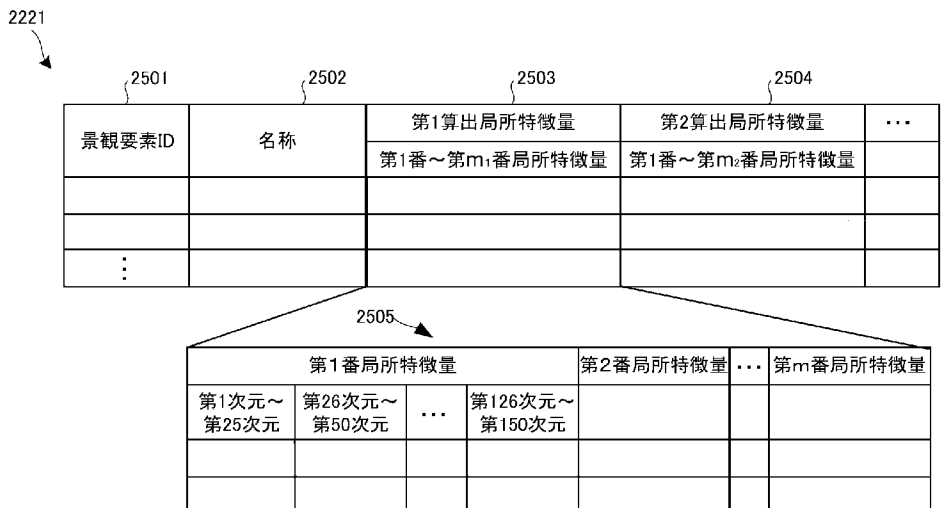 2221
2501
2502
2503
2504
景観要素ID
名称
第1算出局所特徴量
第2算出局所特徴量
・・・
第1番～第m₁番局所特徴量
第1番～第m₂番局所特徴量
⋮
2505
第1番局所特徴量
第2番局所特徴量
・・・
第m番局所特徴量
第1次元～
第25次元
第26次元～
第50次元
・・・
第126次元～
第150次元